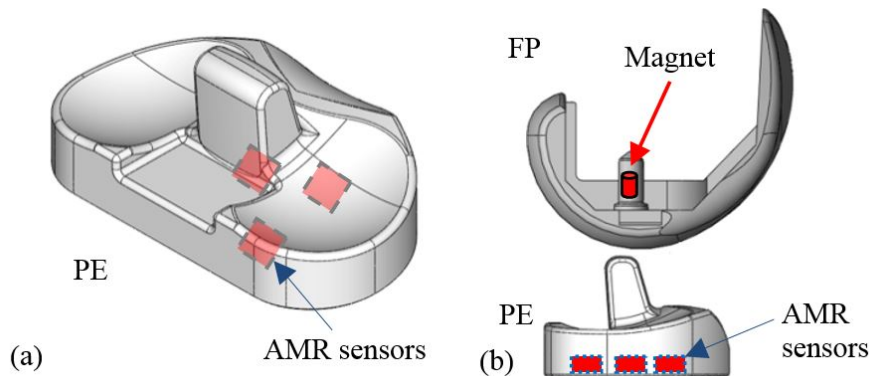 FP
Magnet
PE
AMR sensors
(a)
PE
AMR
sensors
(b)